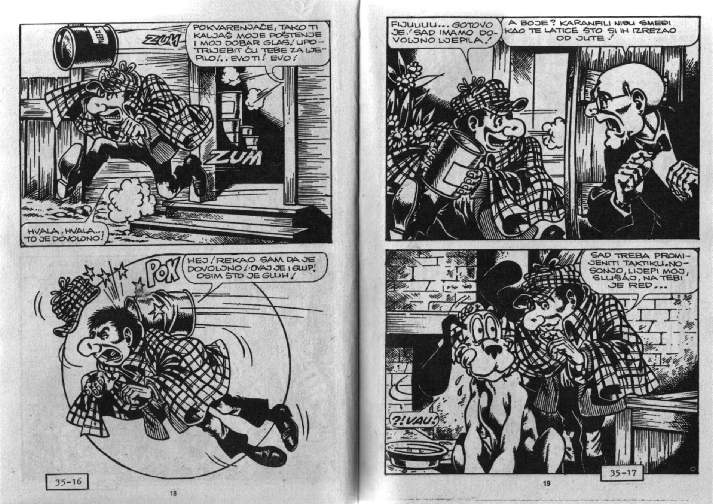 POKVARENJAČE, TAKO TI
KALJAŠ MOJE POŠTENJE
I MOJ DOBAR GLAS! UPO-
TRIJEBIT ĆU TEBE ZA LJE-
PILO!.. EVO TI! EVO!
ZUM
ZUM
HVALA, HVALA...
TO JE DOVOLJNO!
HEJ! REKAO SAM DA JE
DOVOLJNO! OVAJ JE I GLUP,
OSIM ŠTO JE GLUH!
POK
35-16
18
FIJUUUU... GOTOVO
JE! SAD IMAMO DO-
VOLJNO LJEPILA!
A BOJE? KARANFILI NISU SMEĐI
KAO TE LATICE ŠTO SI IH IZREZAO
OD JUTE!
SAD TREBA PROMI-
JENITI TAKTIKU. NO-
SONJO, LIJEPI MOJ,
SLUŠAJ, NA TEBI
JE RED...
?!VAU!
35-17
19